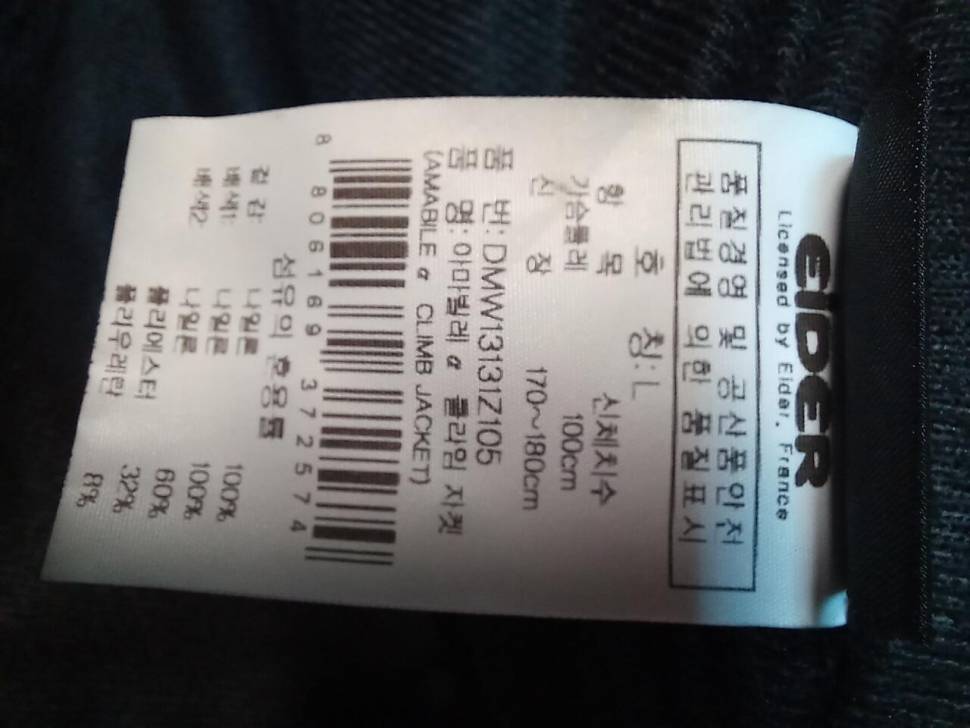 EIDER
Licensed by Eider. France
품질경영 및 공산품안전
관리법에 의한 품질표시
호 칭: L
항 목 신체치수
가슴둘레 100cm
신 장 170~180cm
품 번: DMW13131Z105
품 명: 아마빌레 α 클라임 자켓
(AMABILE α CLIMB JACKET)
8 806169 372574
섬유의 혼용률
겉감 나일론 100%
배색1: 나일론 100%
배색2: 나일론 60%
폴리에스터 32%
폴리우레탄 8%